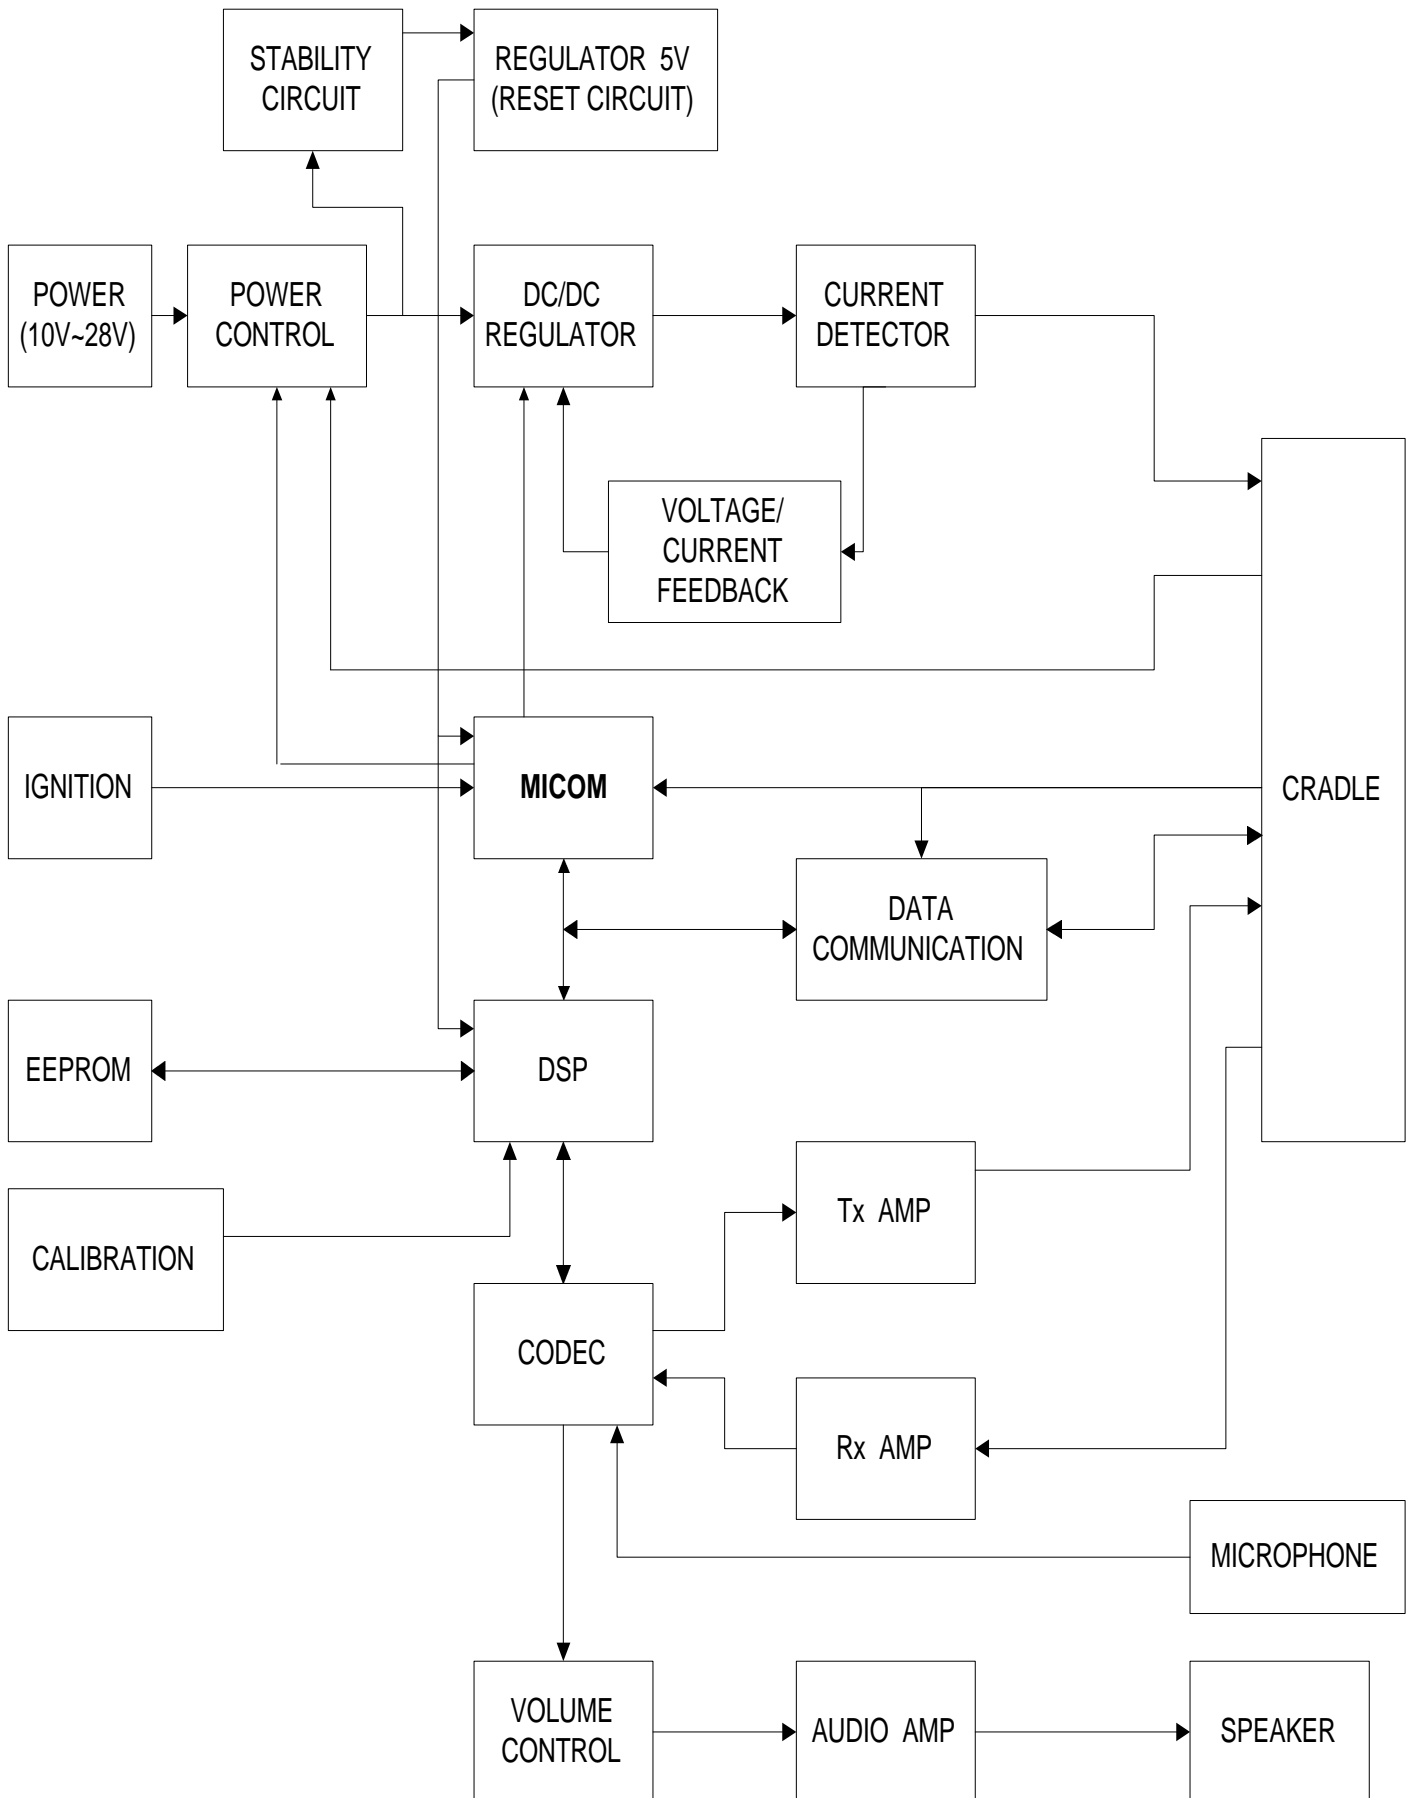 STABILITY
CIRCUIT
REGULATOR 5V
(RESET CIRCUIT)
POWER
(10V~28V)
POWER
CONTROL
DC/DC
REGULATOR
CURRENT
DETECTOR
VOLTAGE/
CURRENT
FEEDBACK
IGNITION
MICOM
CRADLE
DATA
COMMUNICATION
EEPROM
DSP
CALIBRATION
Tx AMP
CODEC
Rx AMP
MICROPHONE
VOLUME
CONTROL
AUDIO AMP
SPEAKER